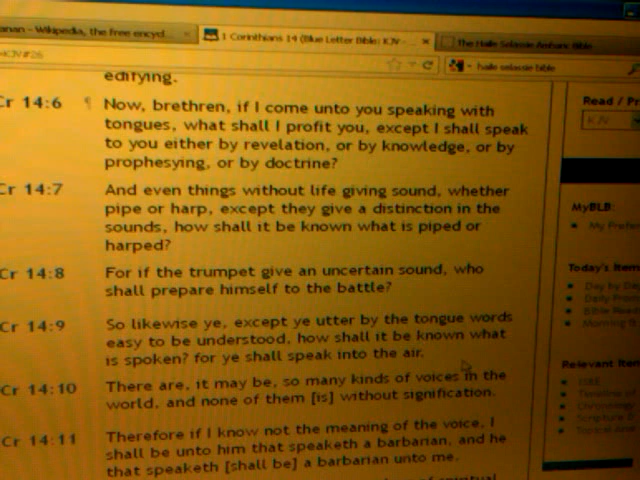 anan - Wikipedia, the free encycl...
1 Corinthians 14 (Blue Letter Bible: KJV - ...
The Haile Selassie Amharic Bible
KJV#26
haile selassie bible
edifying.
Cr 14:6 ¶ Now, brethren, if I come unto you speaking with
tongues, what shall I profit you, except I shall speak
to you either by revelation, or by knowledge, or by
prophesying, or by doctrine?
Cr 14:7 And even things without life giving sound, whether
pipe or harp, except they give a distinction in the
sounds, how shall it be known what is piped or
harped?
Cr 14:8 For if the trumpet give an uncertain sound, who
shall prepare himself to the battle?
Cr 14:9 So likewise ye, except ye utter by the tongue words
easy to be understood, how shall it be known what
is spoken? for ye shall speak into the air.
Cr 14:10 There are, it may be, so many kinds of voices in the
world, and none of them [is] without signification.
Cr 14:11 Therefore if I know not the meaning of the voice, I
shall be unto him that speaketh a barbarian, and he
that speaketh [shall be] a barbarian unto me.
Read / Pr
KJV
MyBLB:
My Prefe
Today's Item
Day by Da
Daily Prom
Bible Read
Morning &
Relevant Iten
ISBE
Timeline of
Chronology
Scripture